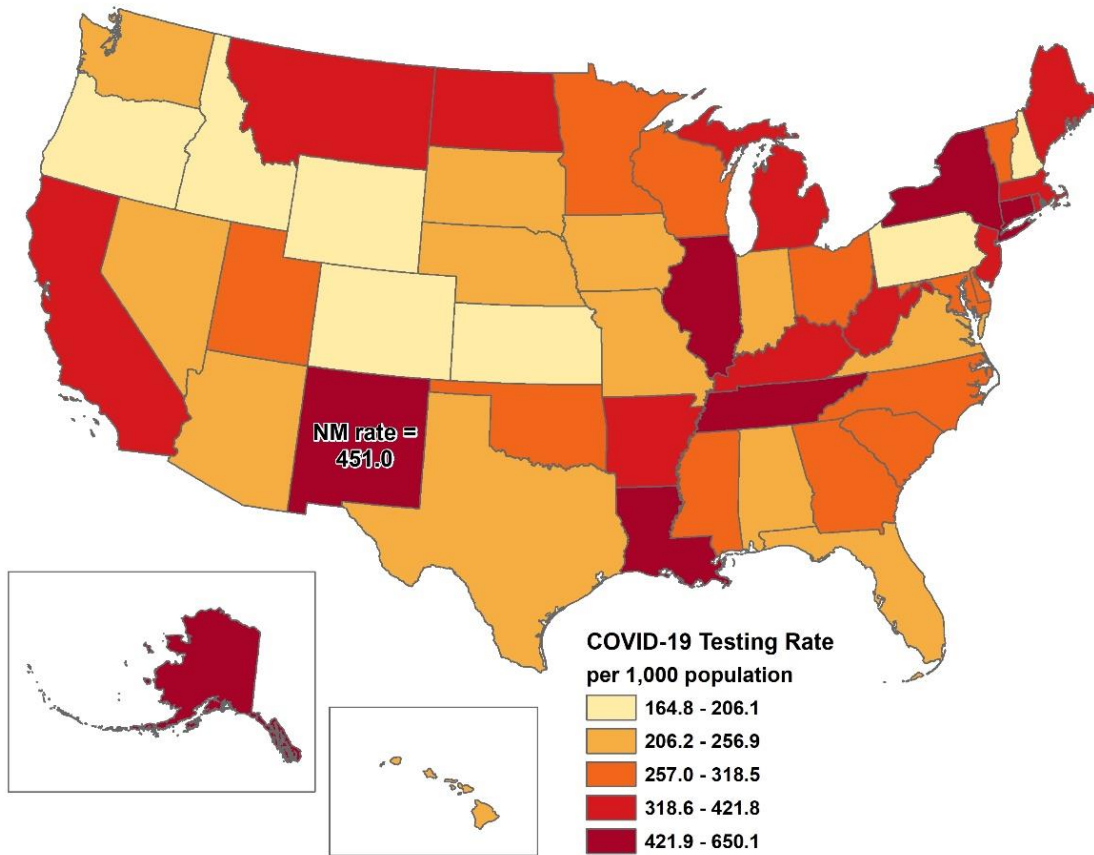 NM rate =
451.0
COVID-19 Testing Rate
per 1,000 population
164.8 - 206.1
206.2 - 256.9
257.0 - 318.5
318.6 - 421.8
421.9 - 650.1